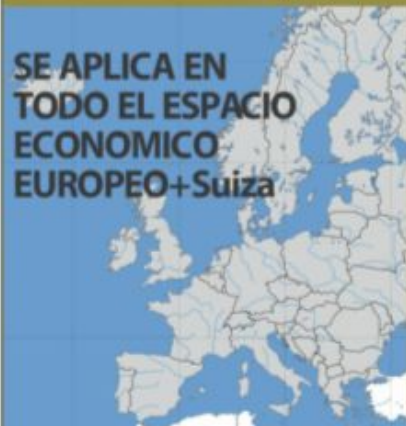 SE APLICA EN
TODO EL ESPACIO
ECONOMICO
EUROPEO+Suiza